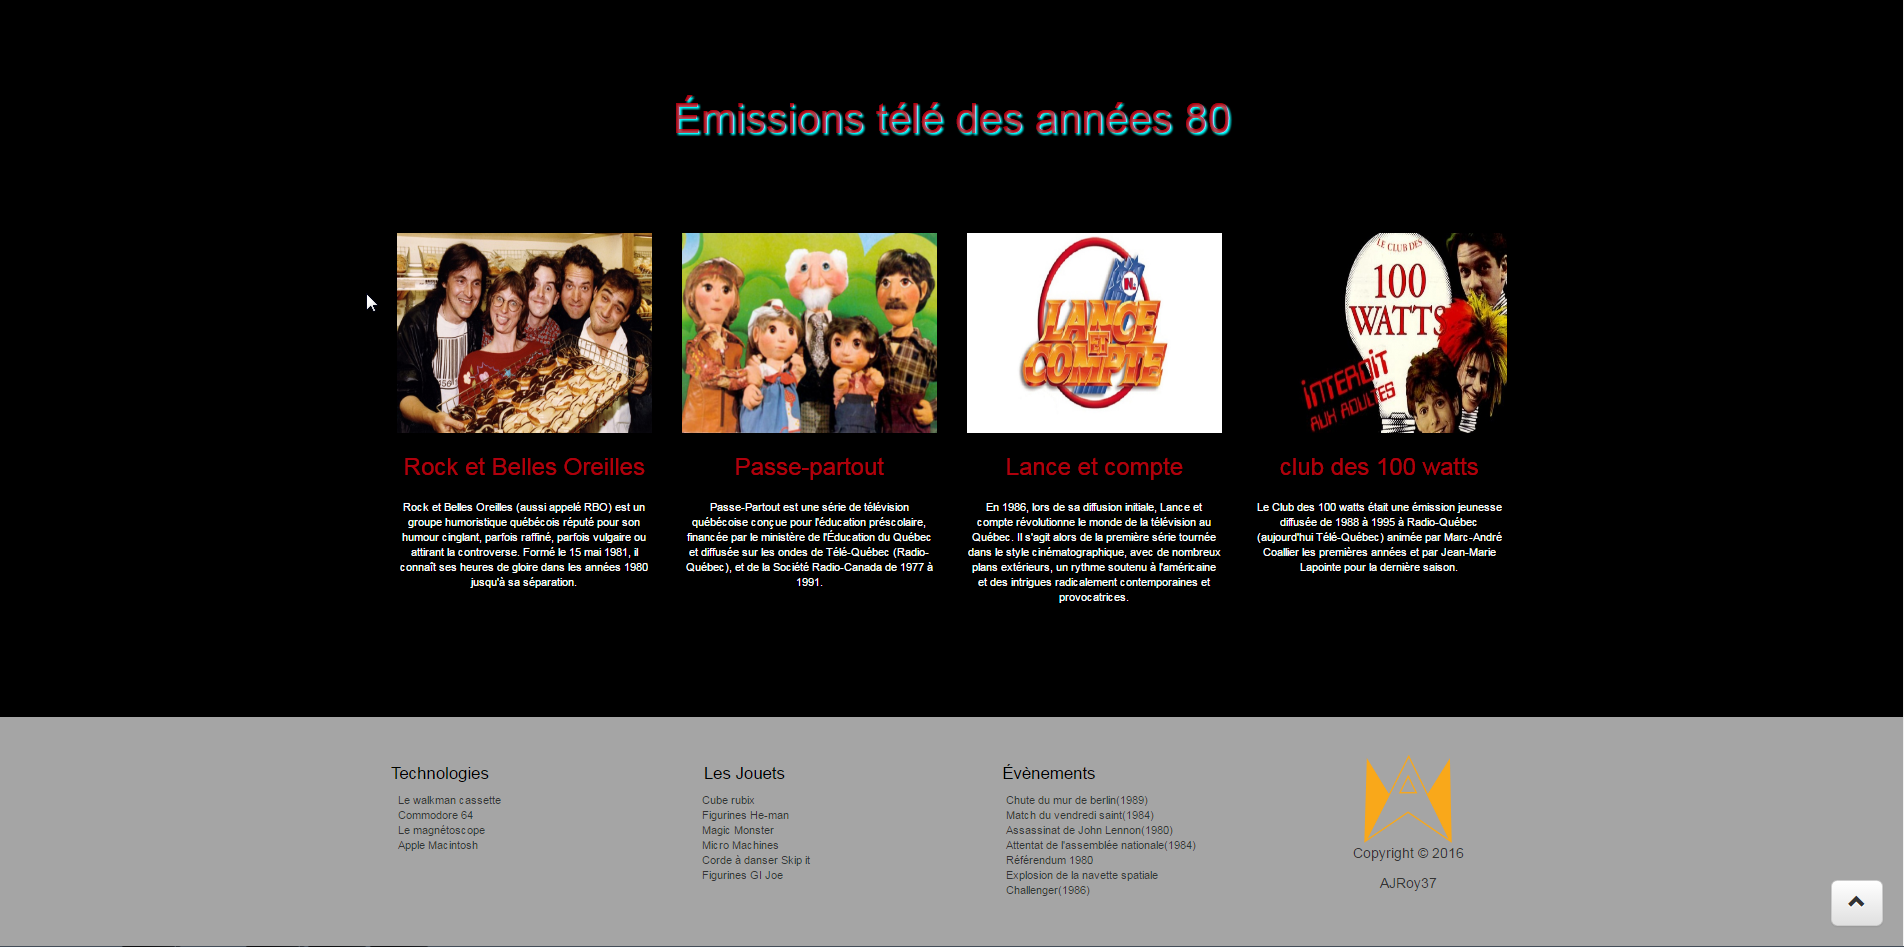 Émissions télé des années 80
LE CLUB DES
100
WATTS
INTERDIT
AUX ADULTES
N
LANCE
ET
COMPTE
Rock et Belles Oreilles
Rock et Belles Oreilles (aussi appelé RBO) est un
groupe humoristique québécois réputé pour son
humour cinglant, parfois raffiné, parfois vulgaire ou
attirant la controverse. Formé le 15 mai 1981, il
connaît ses heures de gloire dans les années 1980
jusqu'à sa séparation.
Passe-partout
Passe-Partout est une série de télévision
québécoise conçue pour l'éducation préscolaire,
financée par le ministère de l'Éducation du Québec
et diffusée sur les ondes de Télé-Québec (Radio-
Québec), et de la Société Radio-Canada de 1977 à
1991.
Lance et compte
En 1986, lors de sa diffusion initiale, Lance et
compte révolutionne le monde de la télévision au
Québec. Il s'agit alors de la première série tournée
dans le style cinématographique, avec de nombreux
plans extérieurs, un rythme soutenu à l'américaine
et des intrigues radicalement contemporaines et
provocatrices.
club des 100 watts
Le Club des 100 watts était une émission jeunesse
diffusée de 1988 à 1995 à Radio-Québec
(aujourd'hui Télé-Québec) animée par Marc-André
Coallier les premières années et par Jean-Marie
Lapointe pour la dernière saison.
Technologies
Le walkman cassette
Commodore 64
Le magnétoscope
Apple Macintosh
Les Jouets
Cube rubix
Figurines He-man
Magic Monster
Micro Machines
Corde à danser Skip it
Figurines GI Joe
Évènements
Chute du mur de berlin(1989)
Match du vendredi saint(1984)
Assassinat de John Lennon(1980)
Attentat de l'assemblée nationale(1984)
Référendum 1980
Explosion de la navette spatiale
Challenger(1986)
Copyright © 2016
AJRoy37